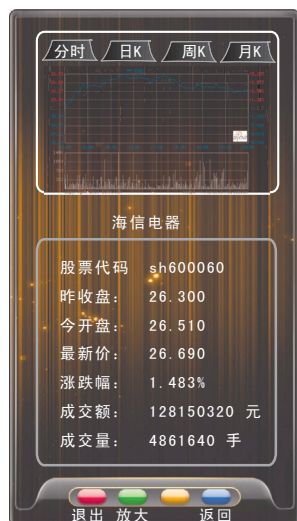 分时 日K 周K 月K
海信电器
股票代码 sh600060
昨收盘： 26.300
今开盘： 26.510
最新价： 26.690
涨跌幅： 1.483%
成交额： 128150320 元
成交量： 4861640 手
退出 放大 返回